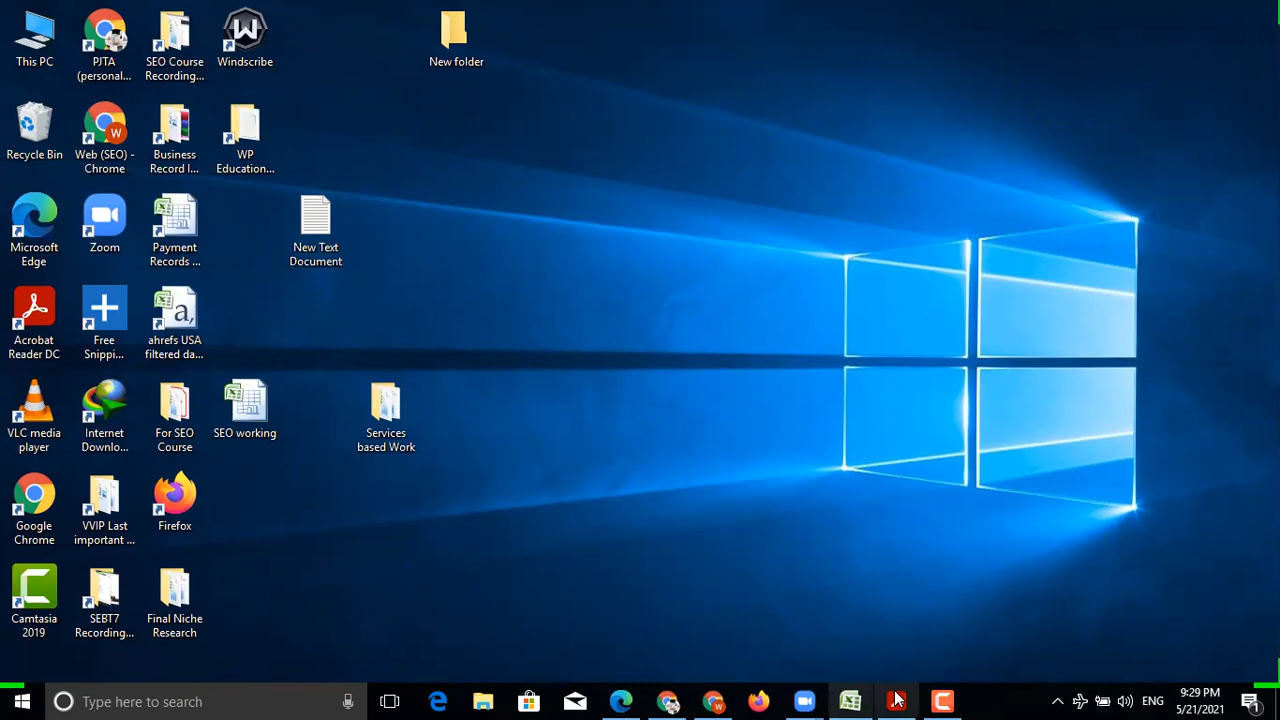 This PC
PJTA
(personal...
SEO Course
Recording...
Windscribe
New folder
Recycle Bin
Web (SEO) -
Chrome
Business
Record I...
WP
Education...
Microsoft
Edge
Zoom
Payment
Records ...
New Text
Document
Acrobat
Reader DC
Free
Snippi...
ahrefs USA
filtered da...
VLC media
player
Internet
Downlo...
For SEO
Course
SEO working
Services
based Work
Google
Chrome
VVIP Last
important ...
Firefox
Camtasia
2019
SEBT7
Recording...
Final Niche
Research
Type here to search
ENG
9:29 PM
5/21/2021
1